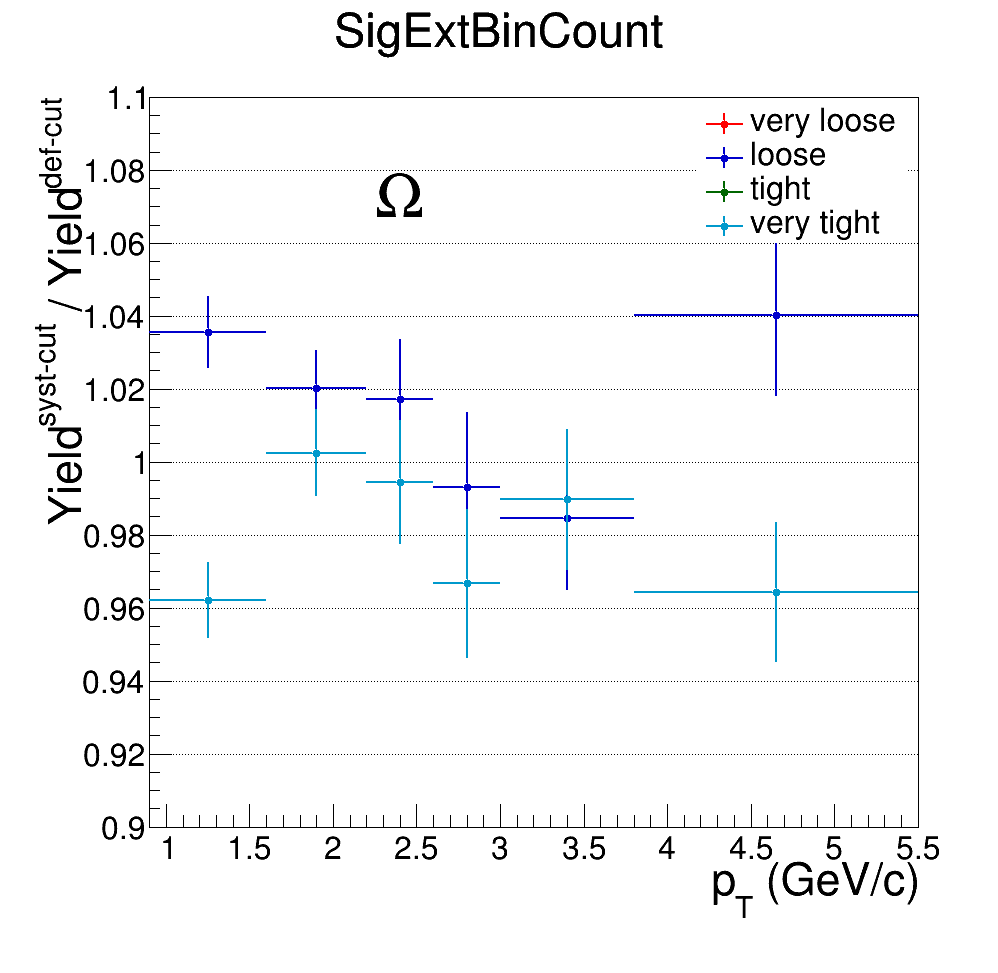 SigExtBinCount
Yield^syst-cut / Yield^def-cut
1.1
1.08
1.06
1.04
1.02
1
0.98
0.96
0.94
0.92
0.9
Ω
very loose
loose
tight
very tight
1 1.5 2 2.5 3 3.5 4 4.5 5 5.5
p_T (GeV/c)